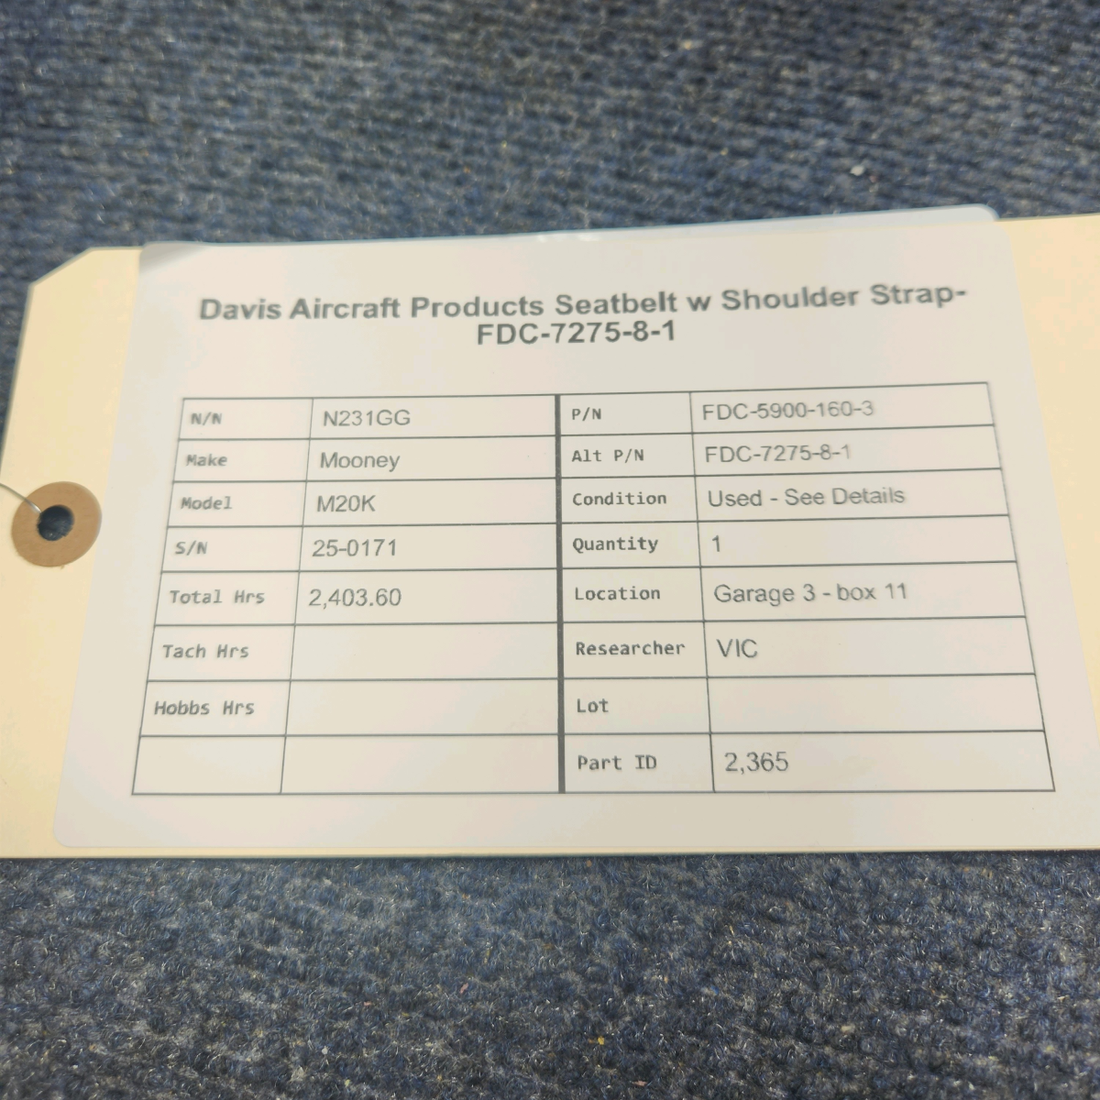 Davis Aircraft Products Seatbelt w Shoulder Strap-
FDC-7275-8-1
N/N N231GG P/N FDC-5900-160-3
Make Mooney Alt P/N FDC-7275-8-1
Model M20K Condition Used - See Details
S/N 25-0171 Quantity 1
Total Hrs 2,403.60 Location Garage 3 - box 11
Tach Hrs Researcher VIC
Hobbs Hrs Lot
Part ID 2,365